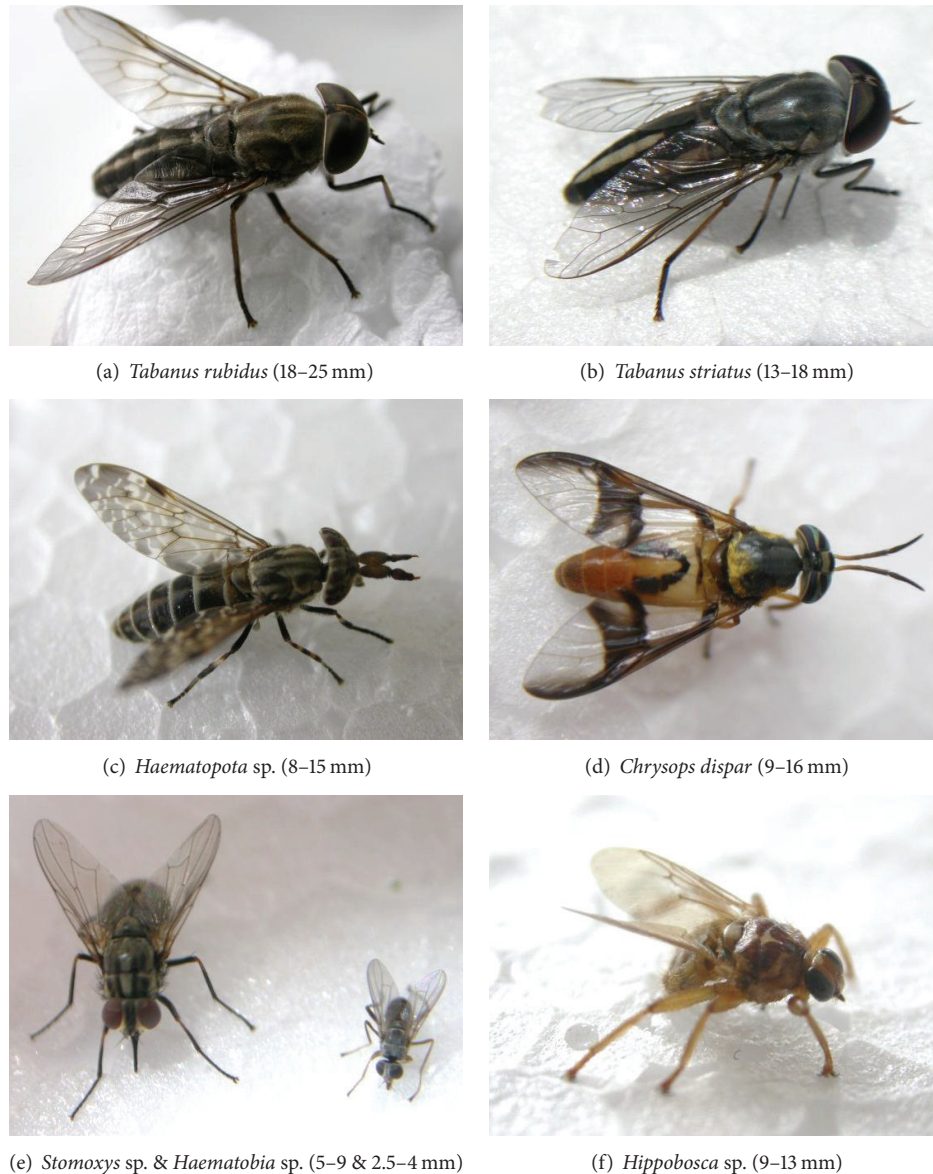 (a) Tabanus rubidus (18–25 mm)
(b) Tabanus striatus (13–18 mm)
(c) Haematopota sp. (8–15 mm)
(d) Chrysops dispar (9–16 mm)
(e) Stomoxys sp. & Haematobia sp. (5–9 & 2.5–4 mm)
(f) Hippobosca sp. (9–13 mm)